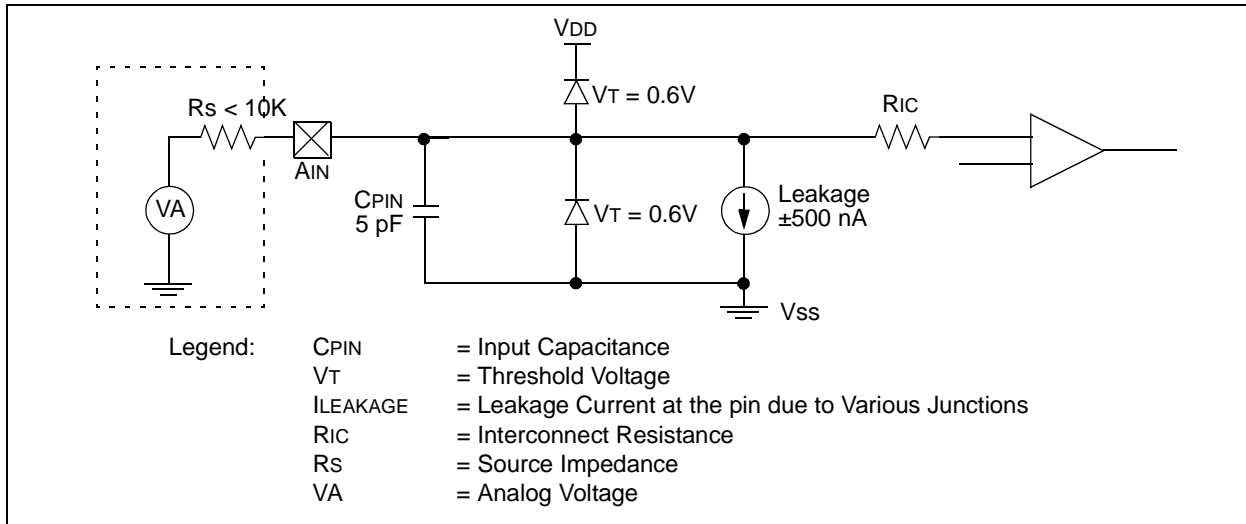 VDD
VT = 0.6V
RS < 10K
RIC
AIN
CPIN
5 pF
VA
VT = 0.6V
Leakage
±500 nA
VSS
Legend:
CPIN = Input Capacitance
VT = Threshold Voltage
ILEAKAGE = Leakage Current at the pin due to Various Junctions
RIC = Interconnect Resistance
RS = Source Impedance
VA = Analog Voltage